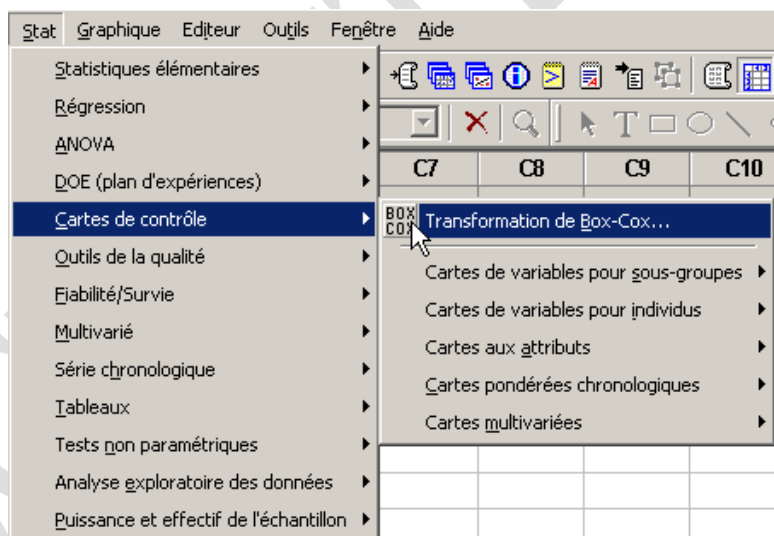 Stat Graphique Editeur Outils Fenêtre Aide
Statistiques élémentaires
Régression
ANOVA
DOE (plan d'expériences)
Cartes de contrôle
Outils de la qualité
Fiabilité/Survie
Multivarié
Série chronologique
Tableaux
Tests non paramétriques
Analyse exploratoire des données
Puissance et effectif de l'échantillon
C7 C8 C9 C10
BOX COX Transformation de Box-Cox...
Cartes de variables pour sous-groupes
Cartes de variables pour individus
Cartes aux attributs
Cartes pondérées chronologiques
Cartes multivariées